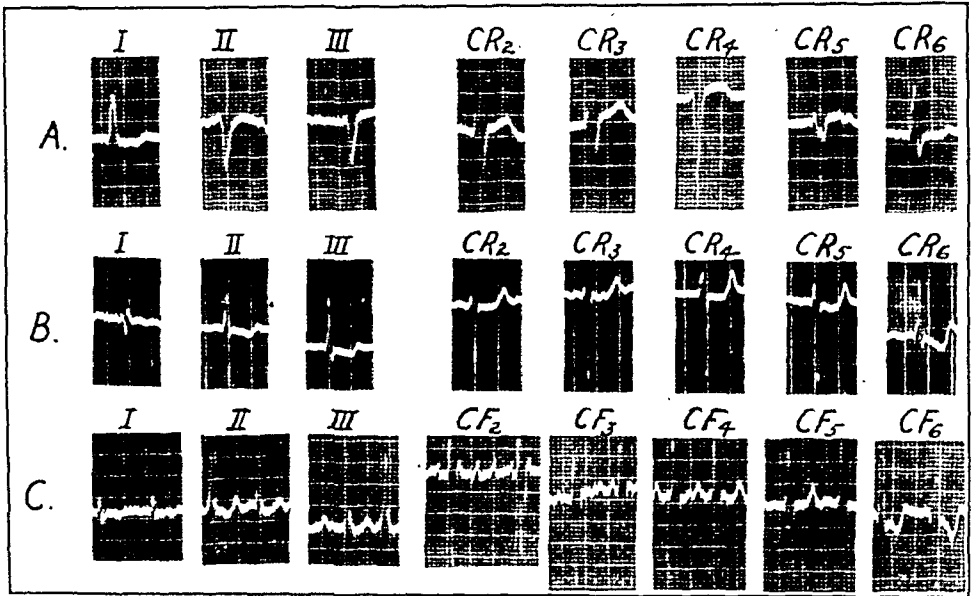 I II III CR2 CR3 CR4 CR5 CR6
A.
I II III CR2 CR3 CR4 CR5 CR6
B.
I II III CF2 CF3 CF4 CF5 CF6
C.